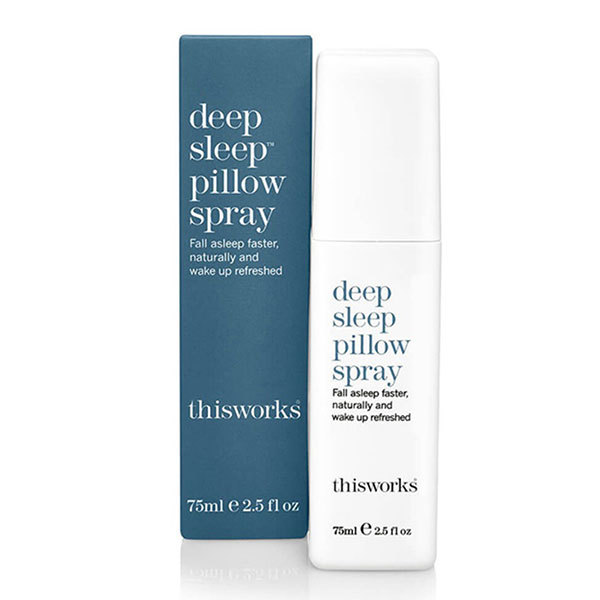 deep
sleep™
pillow
spray
Fall asleep faster,
naturally and
wake up refreshed
thisworks®
75ml ℮ 2.5 fl oz
deep
sleep
pillow
spray
Fall asleep faster,
naturally and
wake up refreshed
thisworks®
75ml ℮ 2.5 fl oz